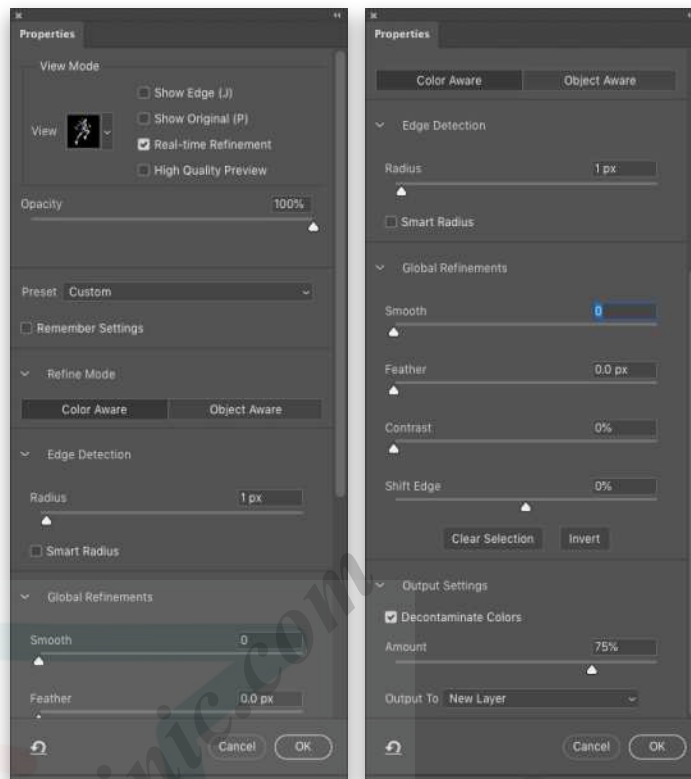 Properties
View Mode
Show Edge (J)
Show Original (P)
View
Real-time Refinement
High Quality Preview
Opacity 100%
Preset Custom
Remember Settings
Refine Mode
Color Aware Object Aware
Edge Detection
Radius 1 px
Smart Radius
Global Refinements
Smooth 0
Feather 0.0 px
Cancel OK
Properties
Color Aware Object Aware
Edge Detection
Radius 1 px
Smart Radius
Global Refinements
Smooth 0
Feather 0.0 px
Contrast 0%
Shift Edge 0%
Clear Selection Invert
Output Settings
Decontaminate Colors
Amount 75%
Output To New Layer
Cancel OK